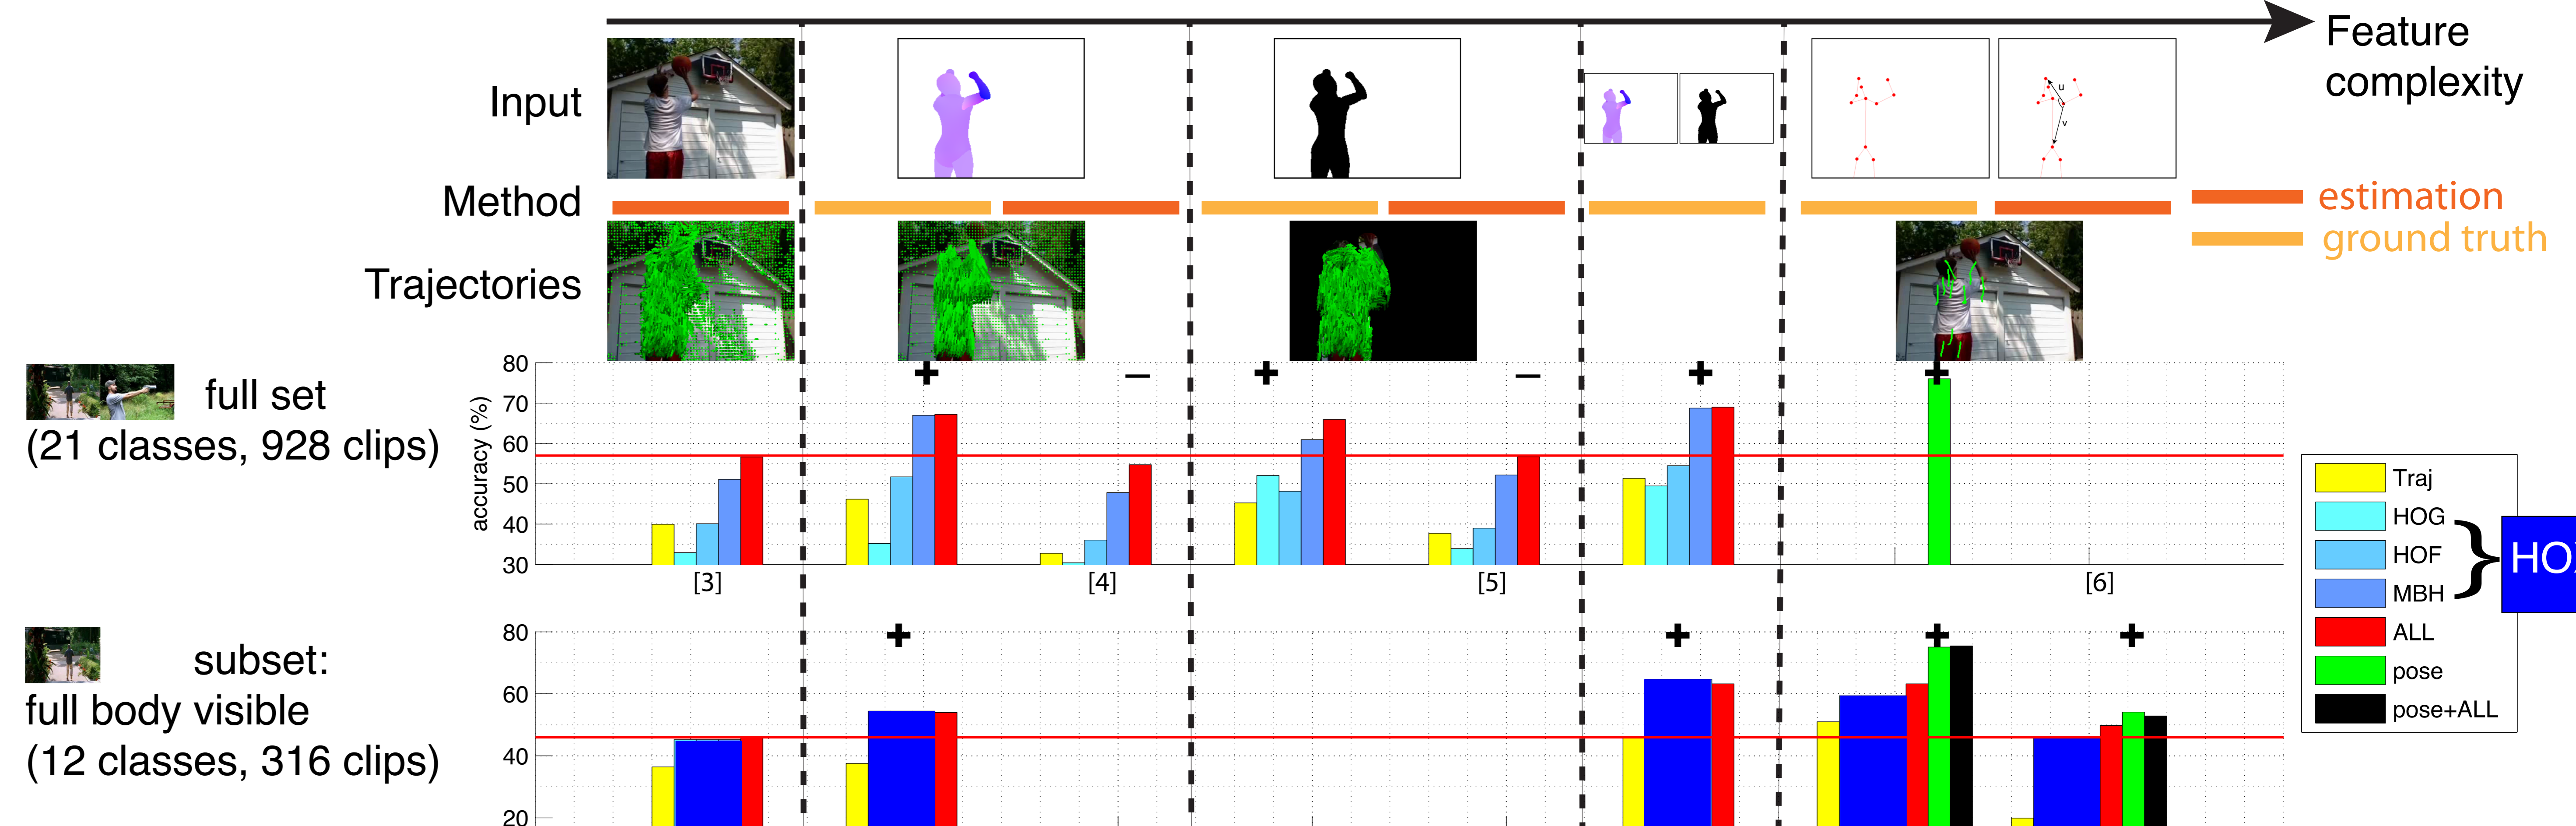 Feature
complexity
Input
u
v
Method
estimation
ground truth
Trajectories
full set
(21 classes, 928 clips)
accuracy (%)
80
70
60
50
40
30
+ – + – + +
[3] [4] [5] [6]
Traj
HOG
HOF
MBH
ALL
pose
pose+ALL
}
subset:
full body visible
(12 classes, 316 clips)
80
60
40
20
+ + + +